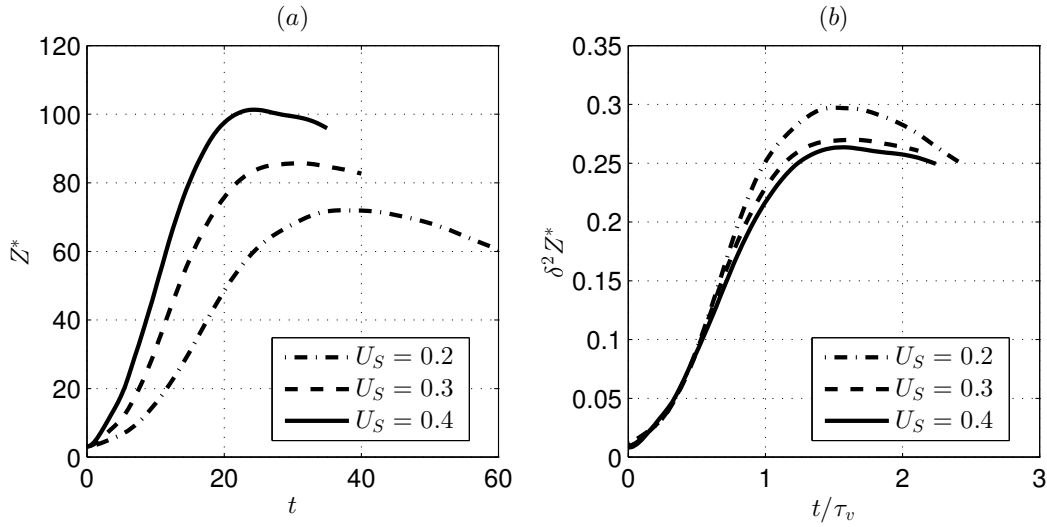 (a)
120
100
80
60
40
20
0
Z*
0 20 40 60
t
U_S = 0.2
U_S = 0.3
U_S = 0.4
(b)
0.35
0.3
0.25
0.2
0.15
0.1
0.05
0
δ²Z*
0 1 2 3
t/τ_v
U_S = 0.2
U_S = 0.3
U_S = 0.4